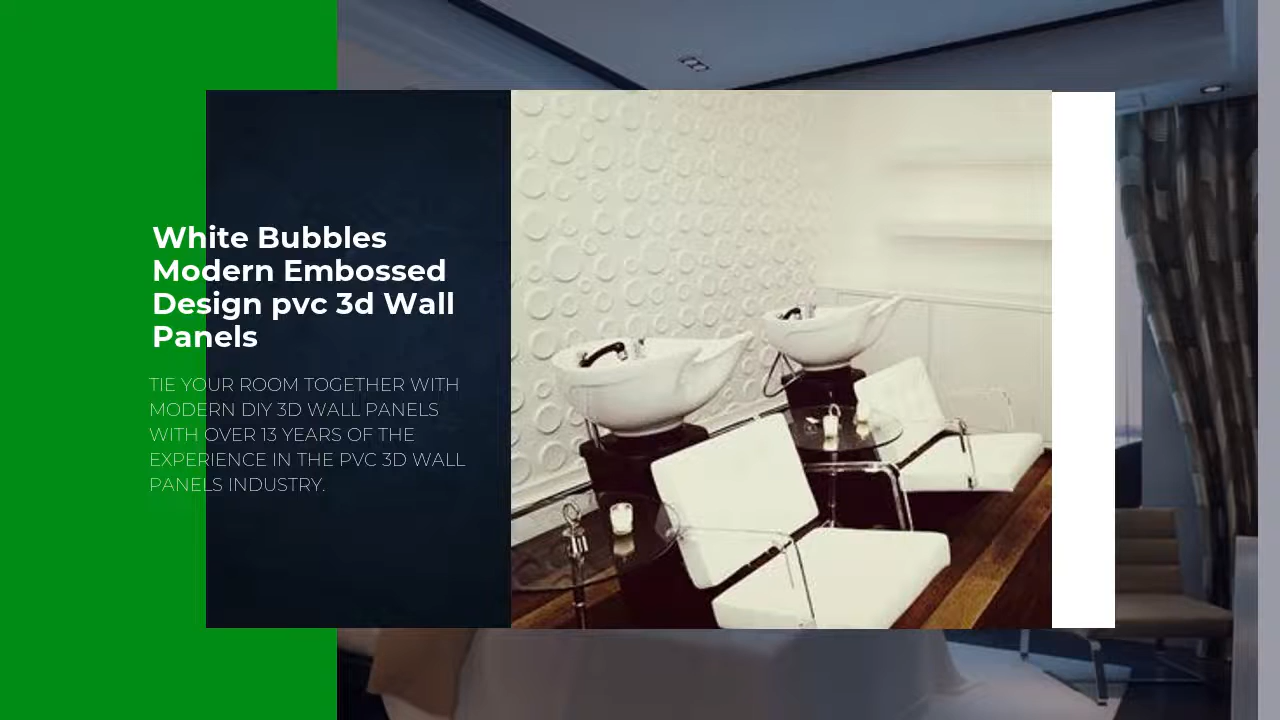 White Bubbles
Modern Embossed
Design pvc 3d Wall
Panels
TIE YOUR ROOM TOGETHER WITH
MODERN DIY 3D WALL PANELS
WITH OVER 13 YEARS OF THE
EXPERIENCE IN THE PVC 3D WALL
PANELS INDUSTRY.